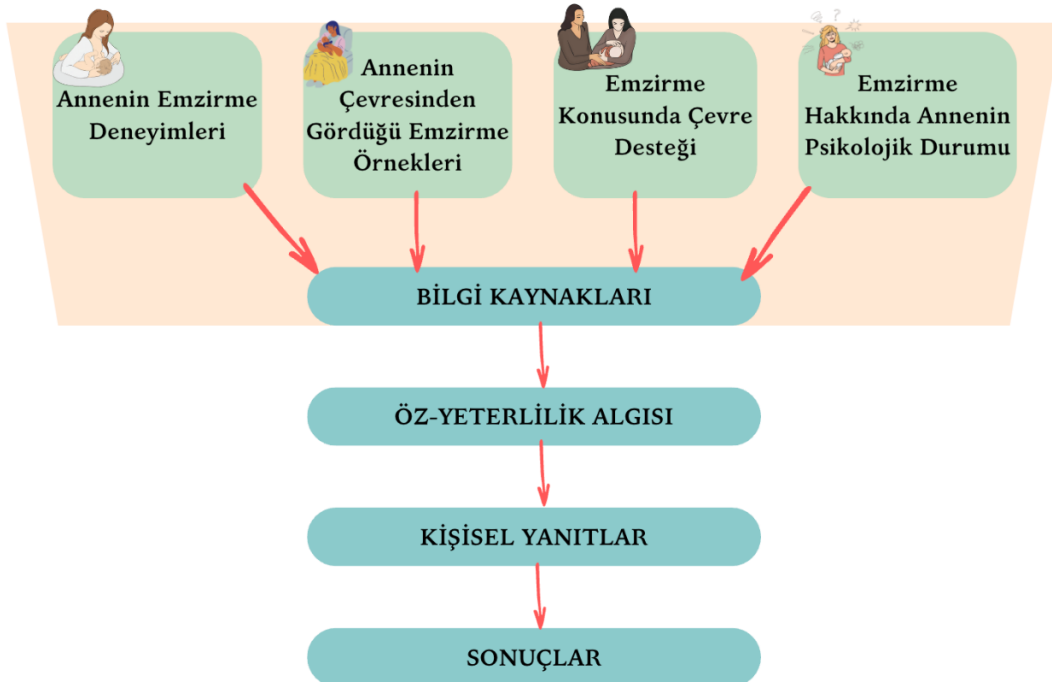 Annenin Emzirme
Deneyimleri
Annenin
Çevresinden
Gördüğü Emzirme
Örnekleri
Emzirme
Konusunda Çevre
Desteği
Emzirme
Hakkında Annenin
Psikolojik Durumu
BİLGİ KAYNAKLARI
ÖZ-YETERLİLİK ALGISI
KİŞİSEL YANITLAR
SONUÇLAR